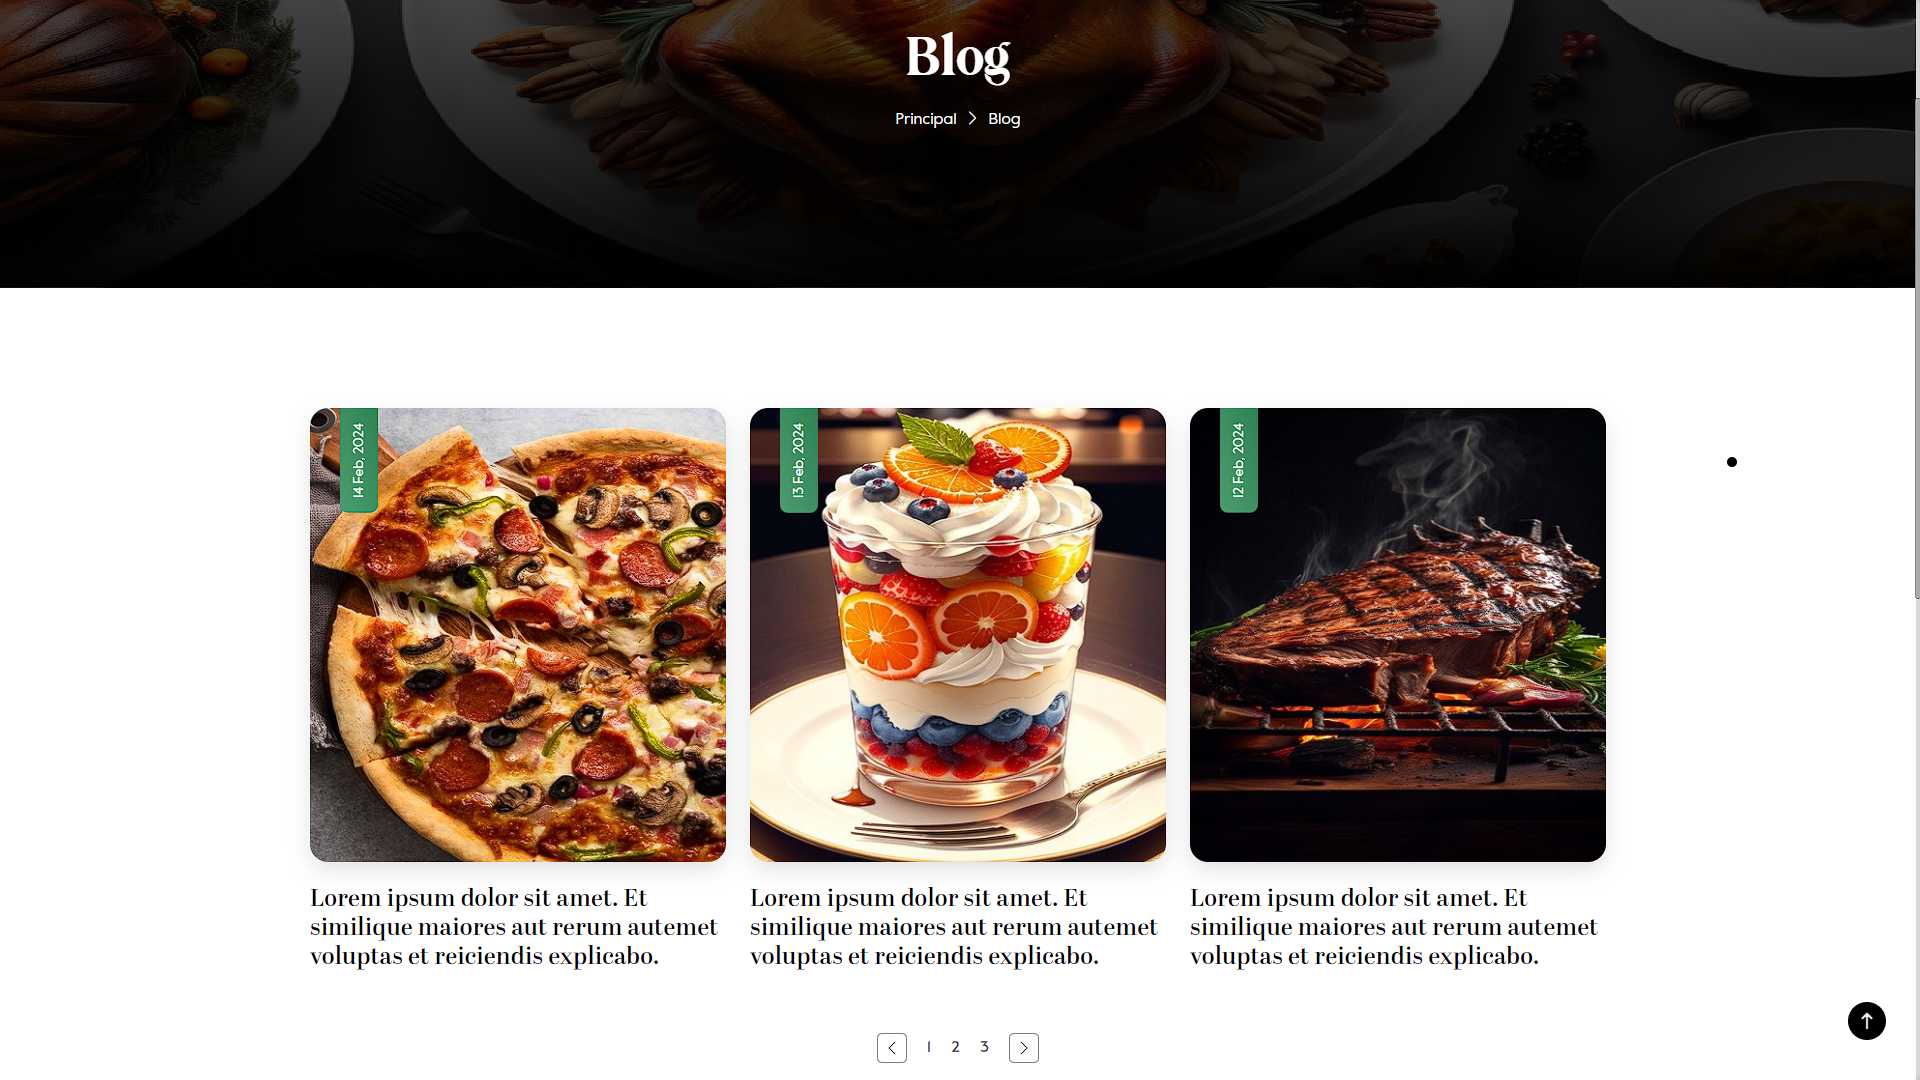 Blog
Principal > Blog
14 Feb, 2024
13 Feb, 2024
12 Feb, 2024
Lorem ipsum dolor sit amet. Et
similique maiores aut rerum autemet
voluptas et reiciendis explicabo.
Lorem ipsum dolor sit amet. Et
similique maiores aut rerum autemet
voluptas et reiciendis explicabo.
Lorem ipsum dolor sit amet. Et
similique maiores aut rerum autemet
voluptas et reiciendis explicabo.
1 2 3